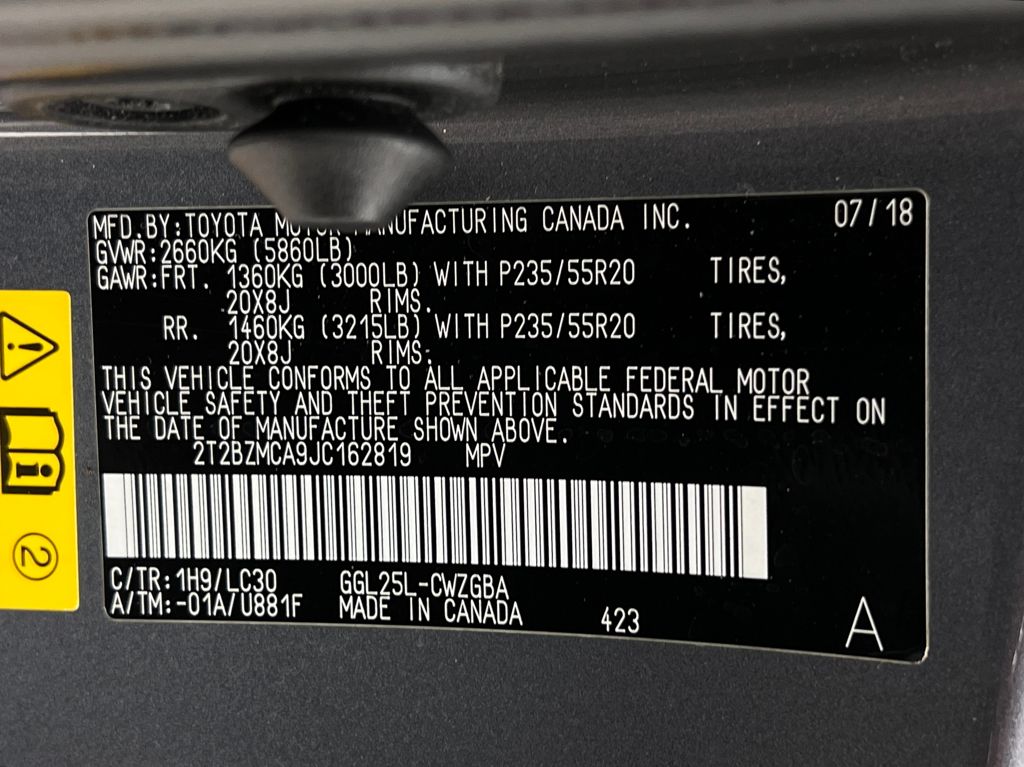 MFD.BY:TOYOTA MOTOR MANUFACTURING CANADA INC. 07/18
GVWR:2660KG (5860LB)
GAWR:FRT. 1360KG (3000LB) WITH P235/55R20 TIRES,
20X8J RIMS.
RR. 1460KG (3215LB) WITH P235/55R20 TIRES,
20X8J RIMS.
THIS VEHICLE CONFORMS TO ALL APPLICABLE FEDERAL MOTOR
VEHICLE SAFETY AND THEFT PREVENTION STANDARDS IN EFFECT ON
THE DATE OF MANUFACTURE SHOWN ABOVE.
2T2BZMCA9JC162819 MPV
C/TR:1H9/LC30 GGL25L-CWZGBA
A/TM:-01A/U881F MADE IN CANADA 423 A
2